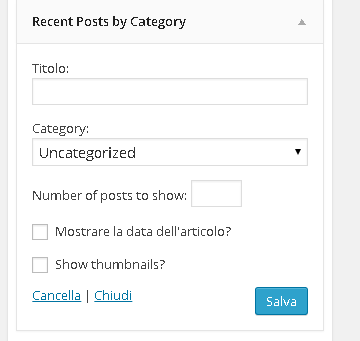 Recent Posts by Category
Titolo:
Category:
Uncategorized
Number of posts to show:
Mostrare la data dell'articolo?
Show thumbnails?
Cancella | Chiudi
Salva